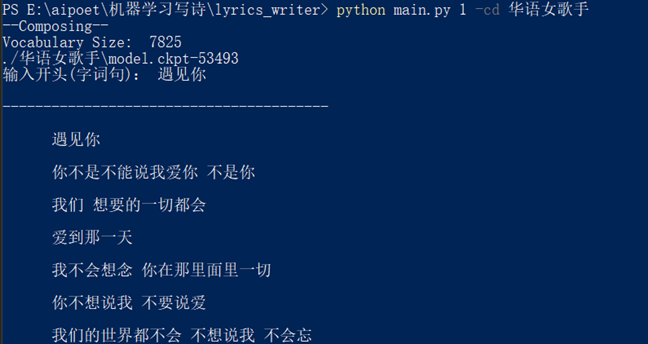 PS E:\aipoet\机器学习写诗\lyrics_writer> python main.py l -cd 华语女歌手
--Composing--
Vocabulary Size:  7825
./华语女歌手\model.ckpt-53493
输入开头(字词句)： 遇见你
-----------------------------------------
遇见你
你不是不能说我爱你 不是你
我们 想要的一切都会
爱到那一天
我不会想念 你在那里面里一切
你不想说我 不要说爱
我们的世界都不会 不想说我 不会忘